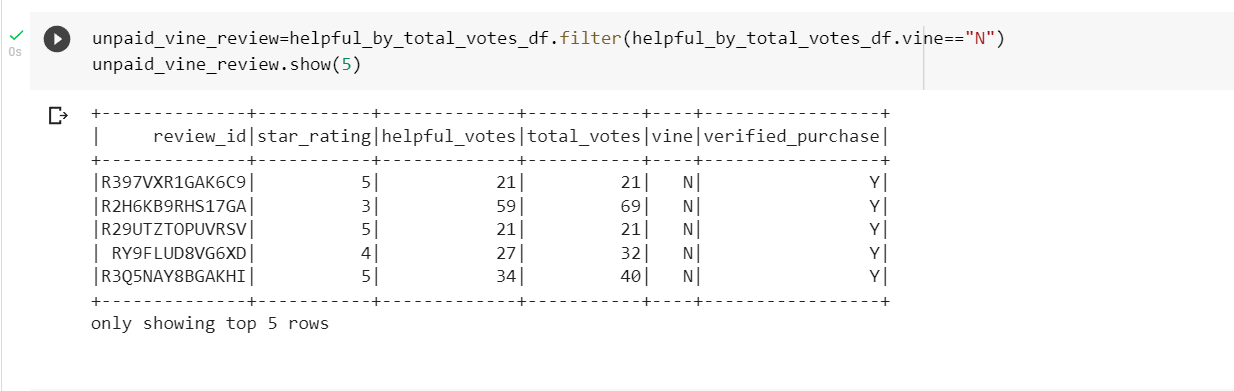 unpaid_vine_review=helpful_by_total_votes_df.filter(helpful_by_total_votes_df.vine=="N")
0s
unpaid_vine_review.show(5)
+--------------+-----------+-------------+-----------+----+-----------------+
|     review_id|star_rating|helpful_votes|total_votes|vine|verified_purchase|
+--------------+-----------+-------------+-----------+----+-----------------+
|R397VXR1GAK6C9|          5|           21|         21|   N|                Y|
|R2H6KB9RHS17GA|          3|           59|         69|   N|                Y|
|R29UTZTOPUVRSV|          5|           21|         21|   N|                Y|
| RY9FLUD8VG6XD|          4|           27|         32|   N|                Y|
|R3Q5NAY8BGAKHI|          5|           34|         40|   N|                Y|
+--------------+-----------+-------------+-----------+----+-----------------+
only showing top 5 rows